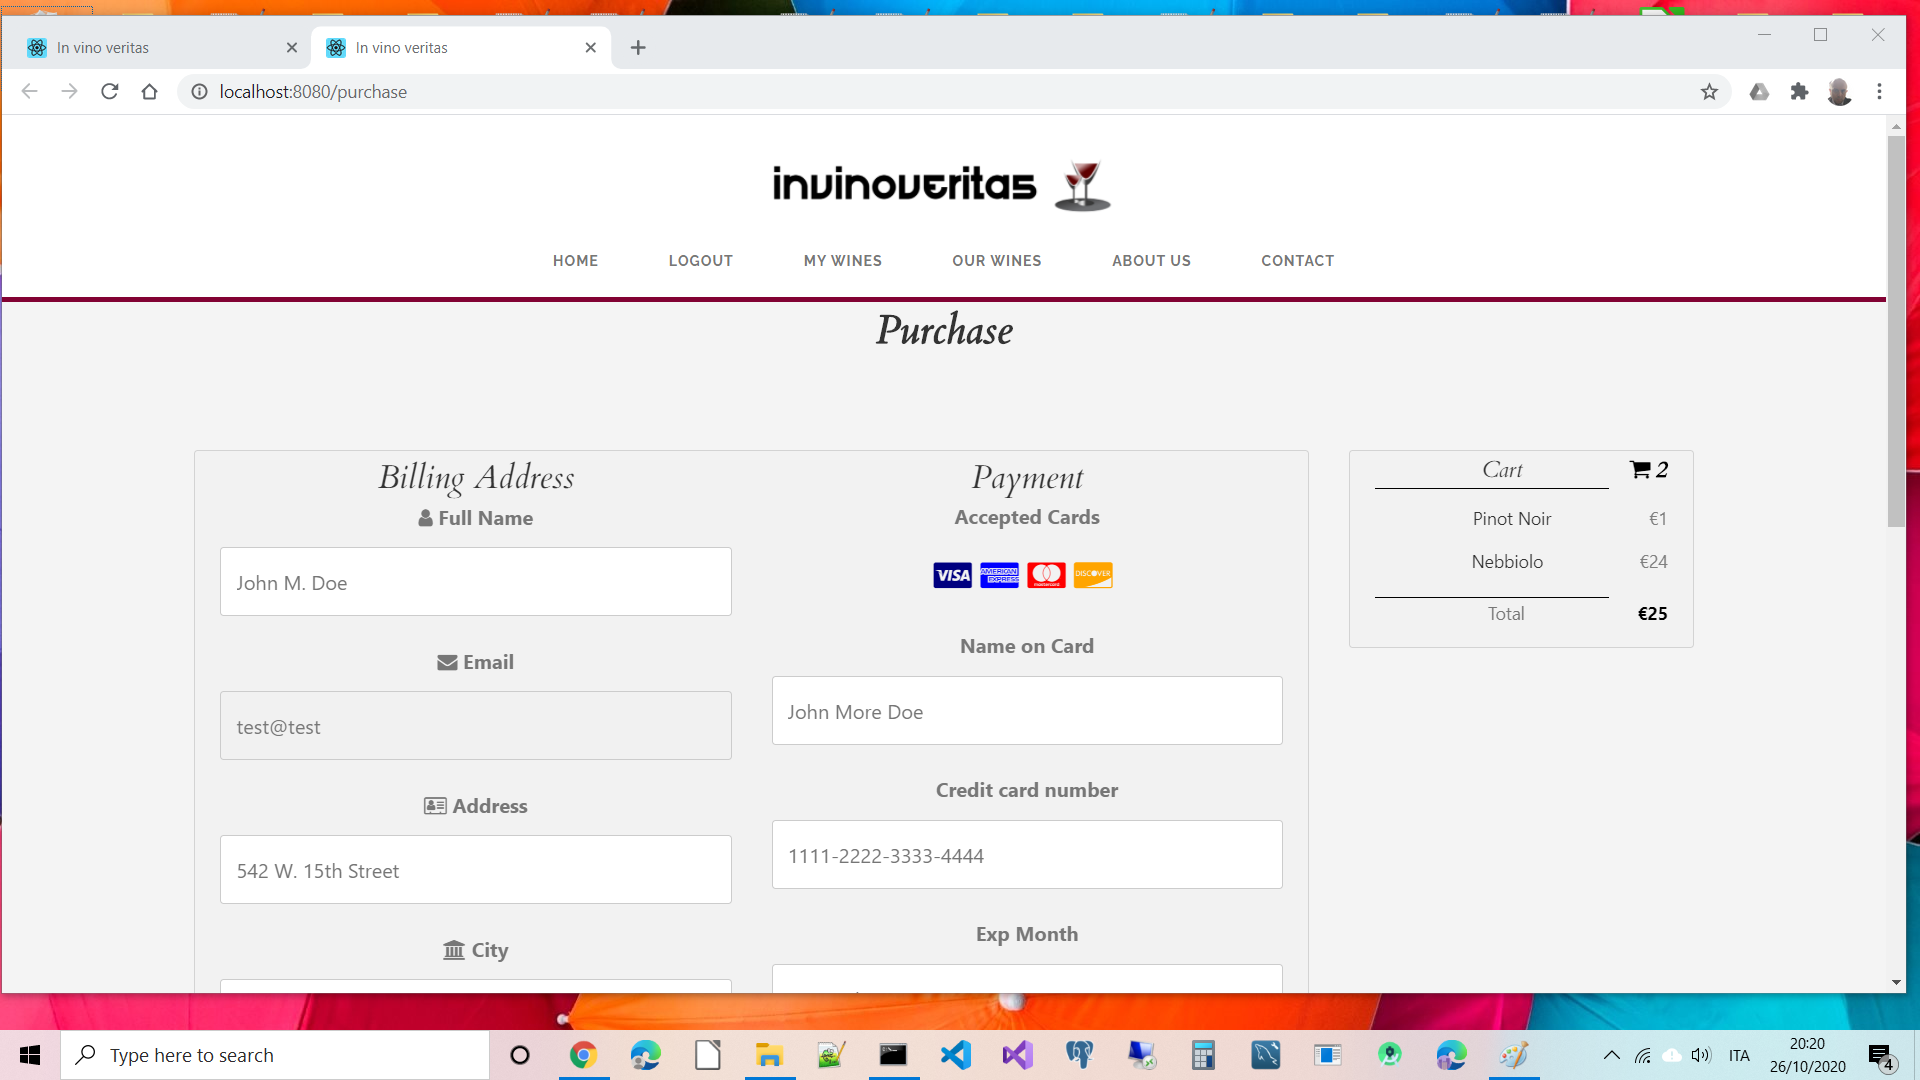 In vino veritas
In vino veritas
localhost:8080/purchase
invinoveritas
HOME LOGOUT MY WINES OUR WINES ABOUT US CONTACT
Purchase
Billing Address
Full Name
John M. Doe
Email
test@test
Address
542 W. 15th Street
City
Payment
Accepted Cards
VISA AMERICAN EXPRESS mastercard DISCOVER
Name on Card
John More Doe
Credit card number
1111-2222-3333-4444
Exp Month
Cart 2
Pinot Noir €1
Nebbiolo €24
Total €25
Type here to search
ITA
20:20
26/10/2020
4